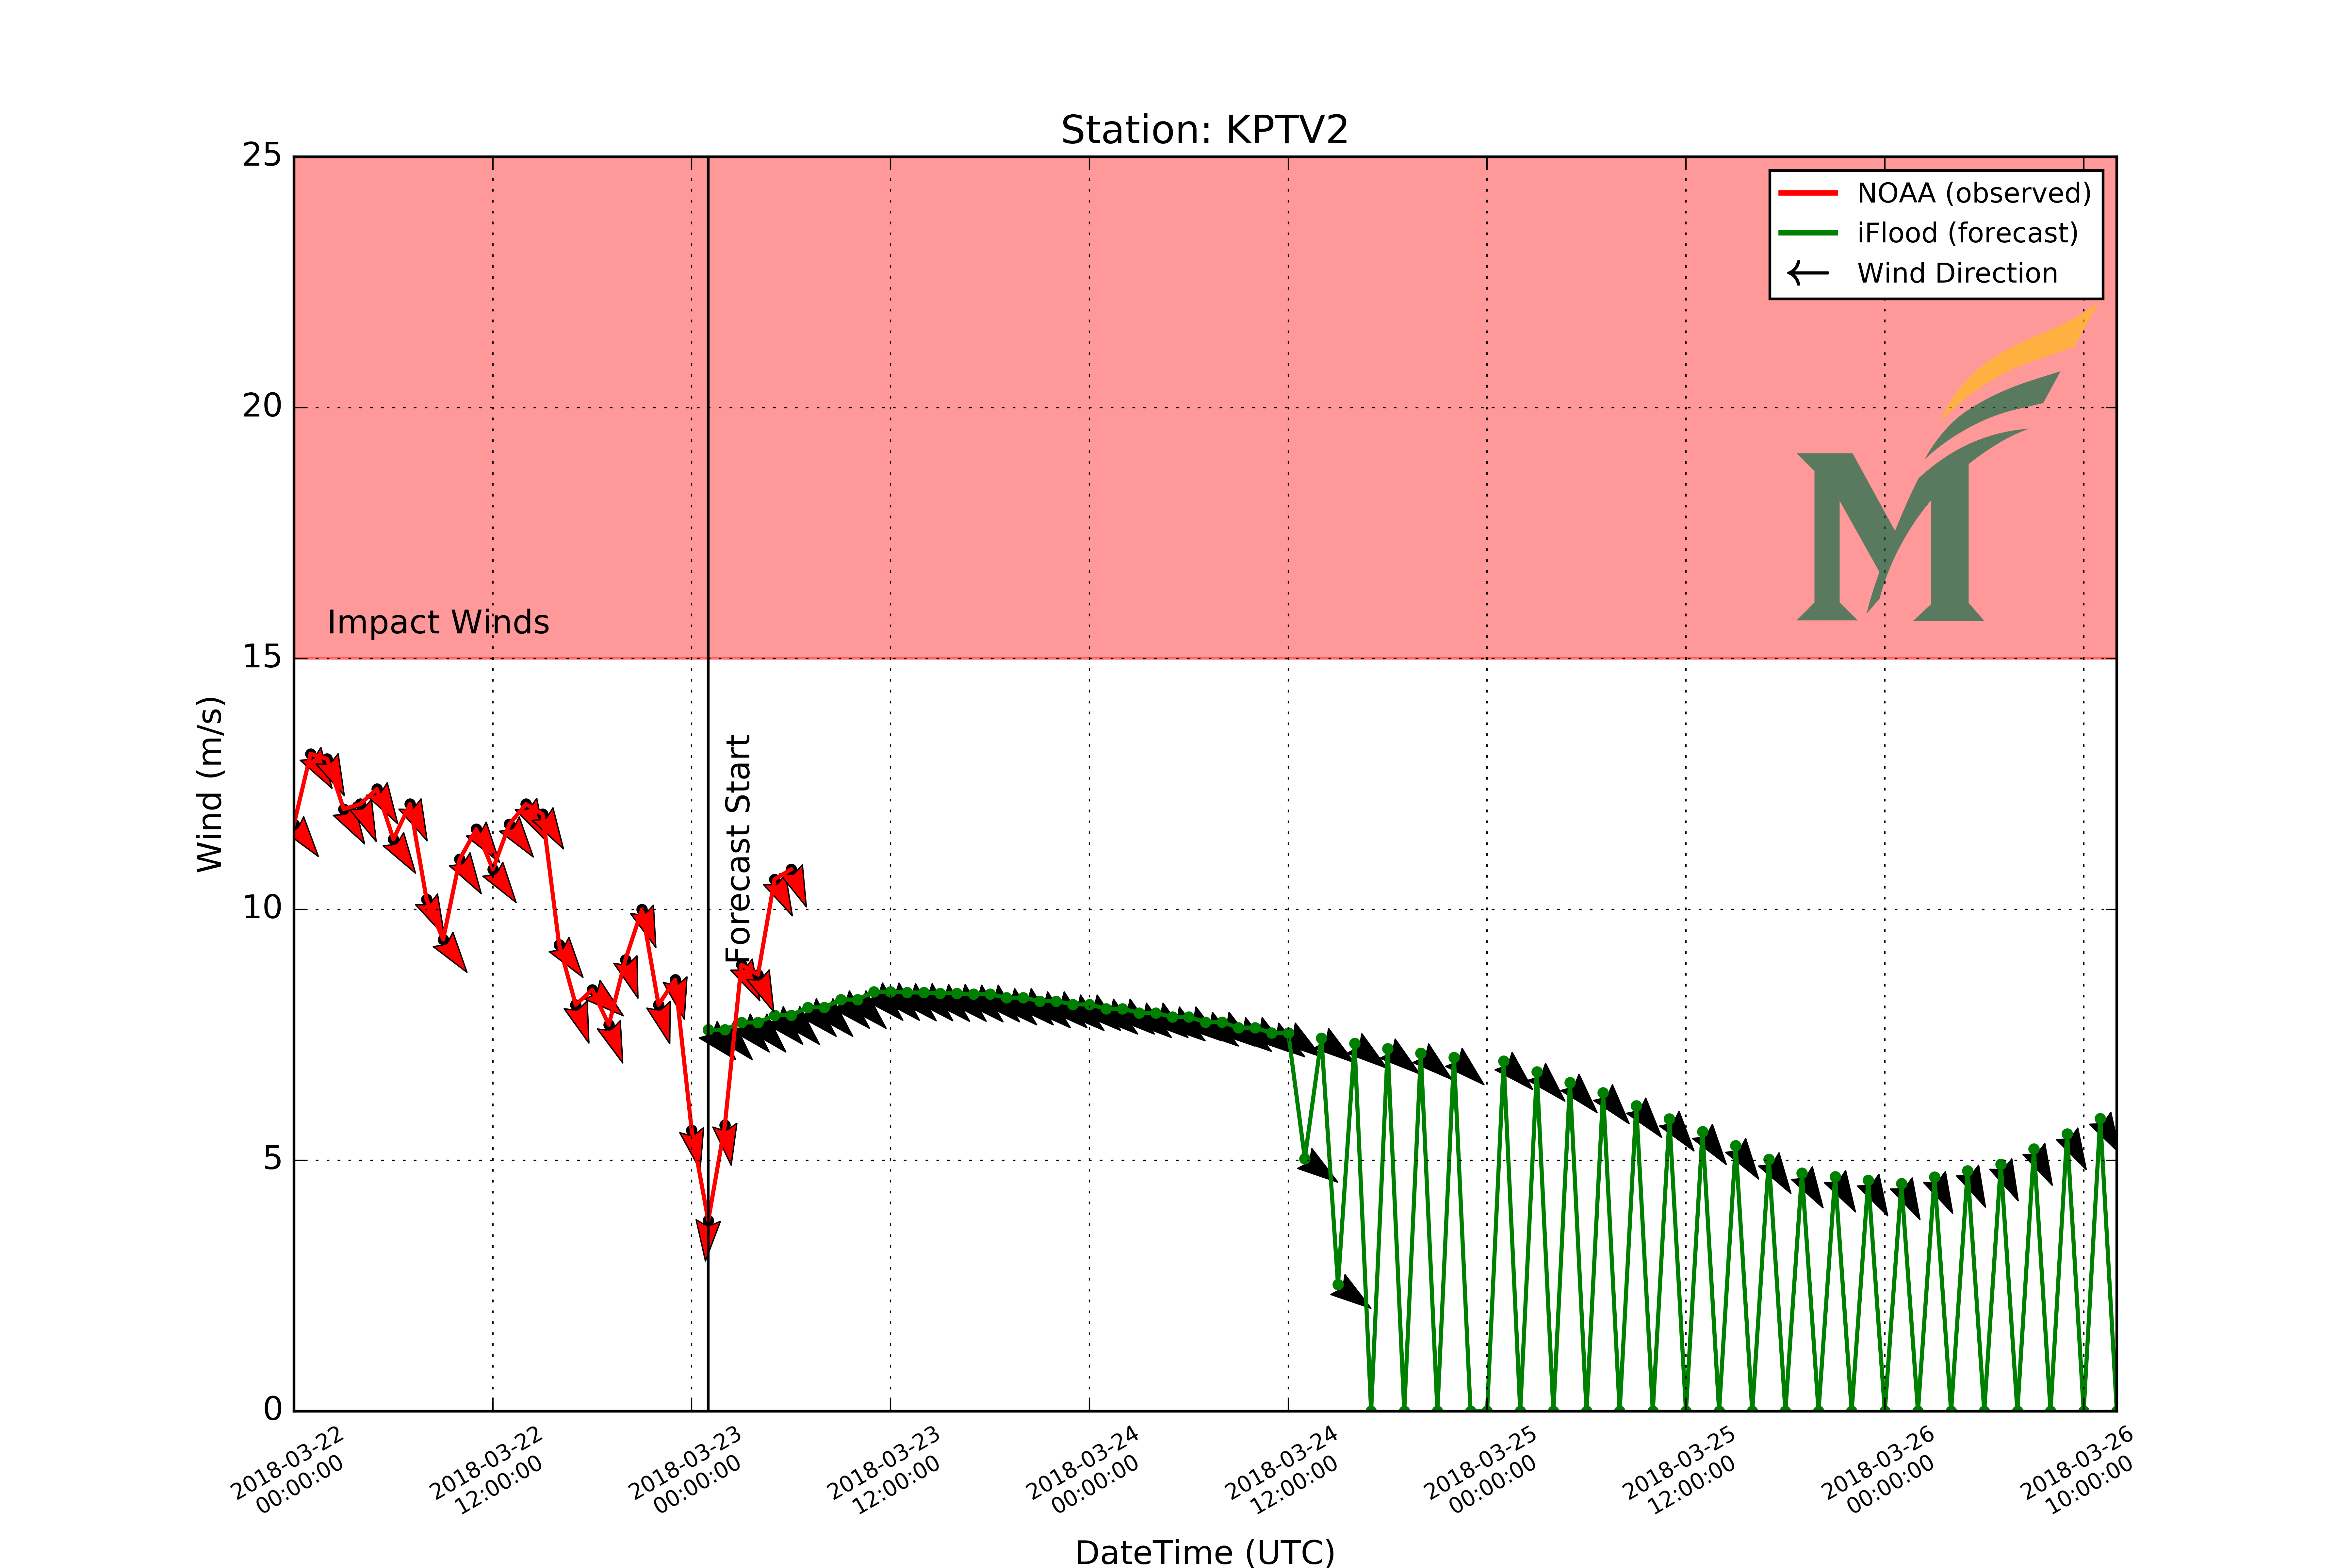 Station: KPTV2
25
20
15
10
5
0
Wind (m/s)
NOAA (observed)
iFlood (forecast)
Wind Direction
Impact Winds
Forecast Start
M
2018-03-22
00:00:00
2018-03-22
12:00:00
2018-03-23
00:00:00
2018-03-23
12:00:00
2018-03-24
00:00:00
2018-03-24
12:00:00
2018-03-25
00:00:00
2018-03-25
12:00:00
2018-03-26
00:00:00
2018-03-26
10:00:00
DateTime (UTC)